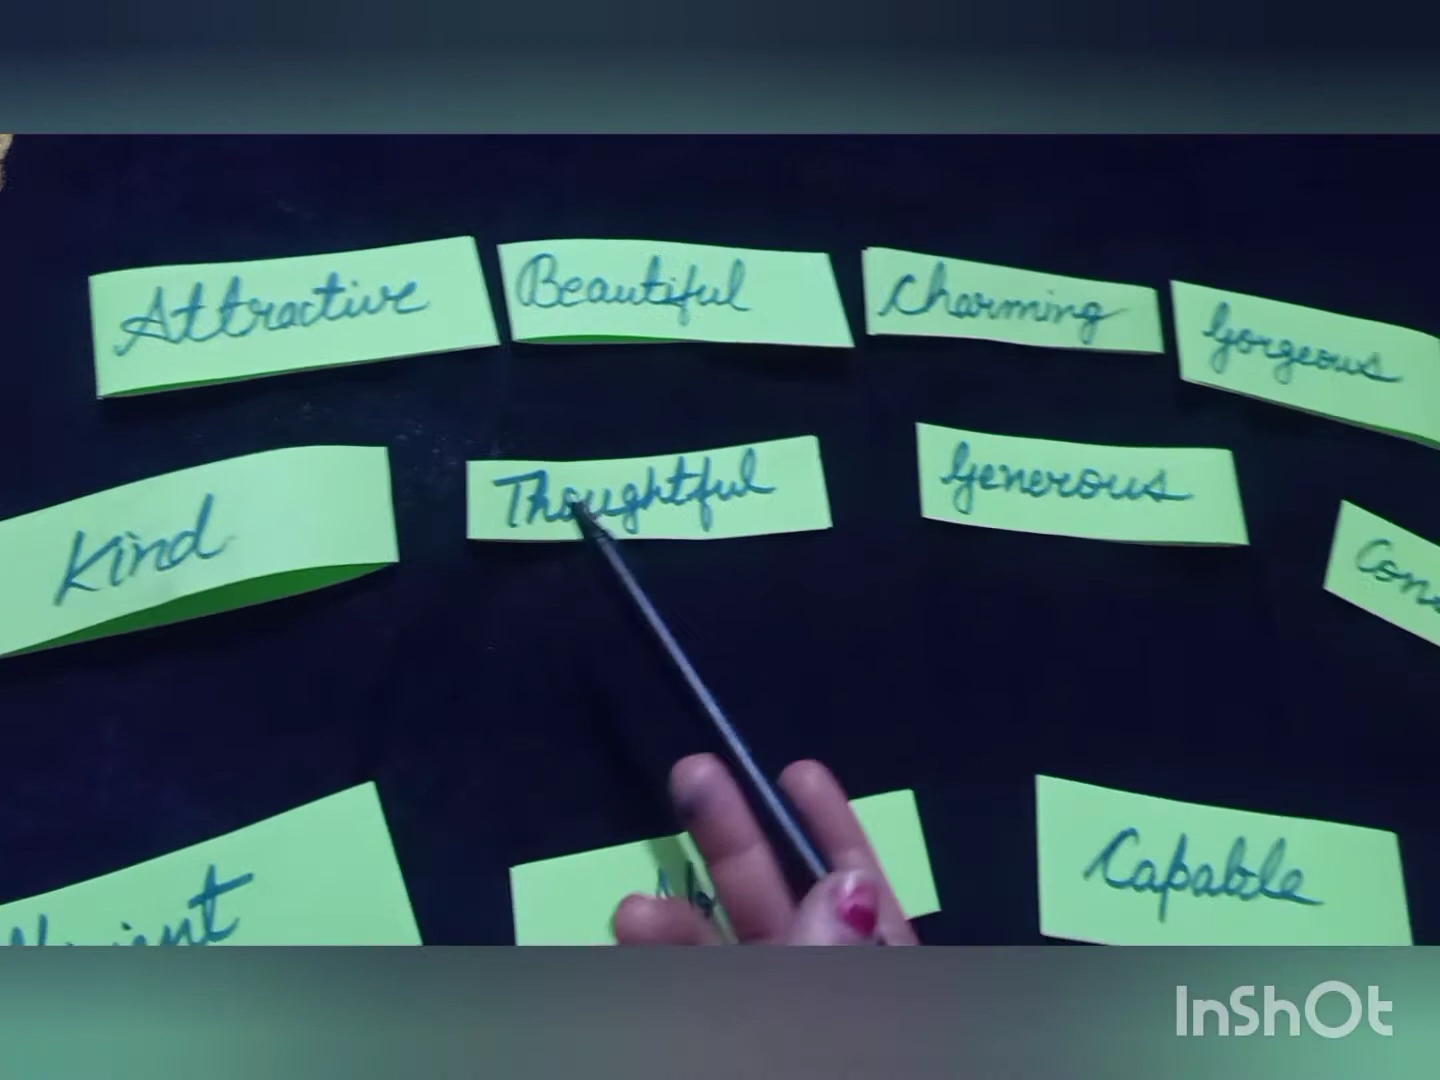 Attractive Beautiful Charming Gorgeous
Kind Thoughtful Generous
Capable
InShOt